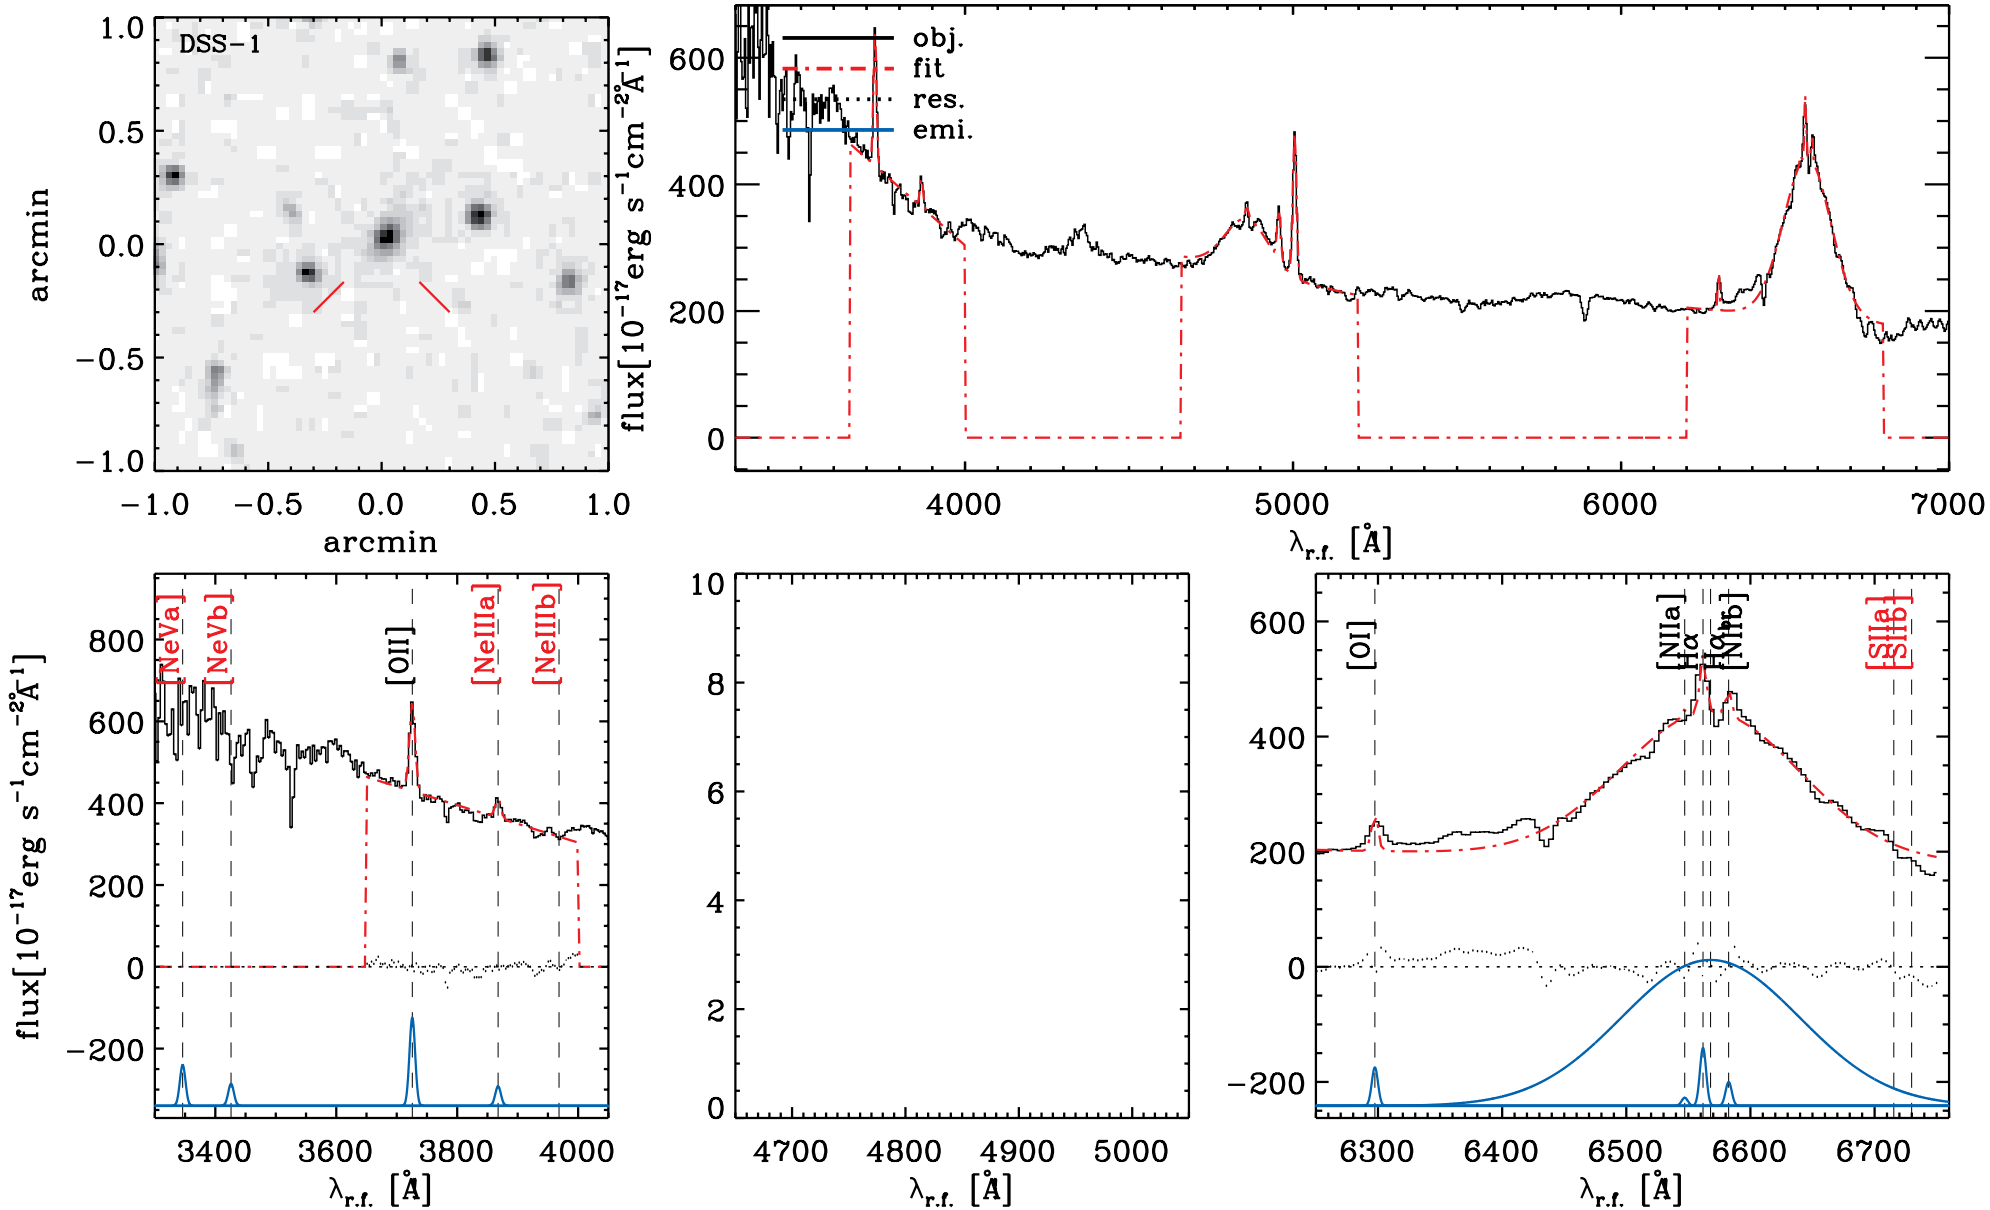 DSS-1
1.0
0.5
0.0
-0.5
-1.0
arcmin
-1.0 -0.5 0.0 0.5 1.0
arcmin
obj.
fit
res.
emi.
600
400
200
0
flux[10⁻¹⁷erg s⁻¹cm⁻²Å⁻¹]
4000 5000 6000 7000
λr.f. [Å]
[NeVa]
[NeVb]
[OII]
[NeIIIa]
[NeIIIb]
800
600
400
200
0
-200
flux[10⁻¹⁷erg s⁻¹cm⁻²Å⁻¹]
3400 3600 3800 4000
λr.f. [Å]
10
8
6
4
2
0
4700 4800 4900 5000
λr.f. [Å]
[OI]
[NIIa]
Hα
Hαbr
[NIIb]
[SIIa]
[SIIb]
600
400
200
0
-200
6300 6400 6500 6600 6700
λr.f. [Å]